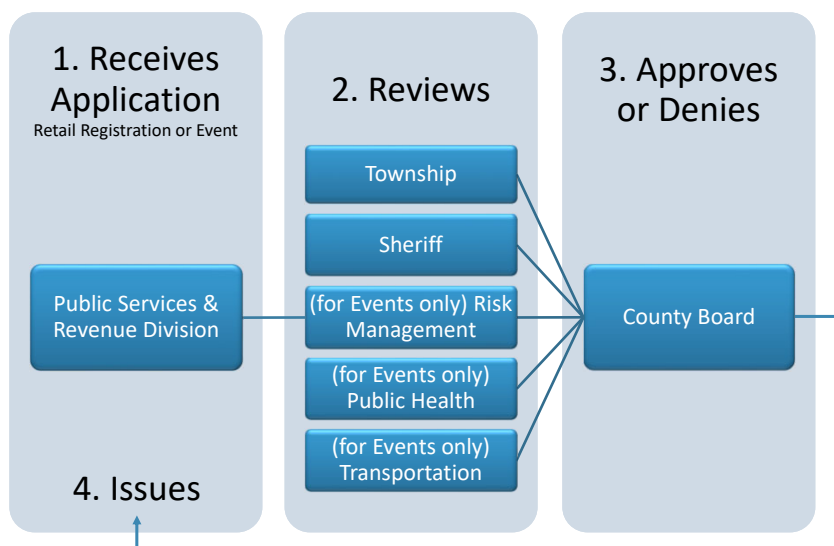 1. Receives
Application
Retail Registration or Event
Public Services &
Revenue Division
4. Issues
2. Reviews
Township
Sheriff
(for Events only) Risk
Management
(for Events only)
Public Health
(for Events only)
Transportation
3. Approves
or Denies
County Board